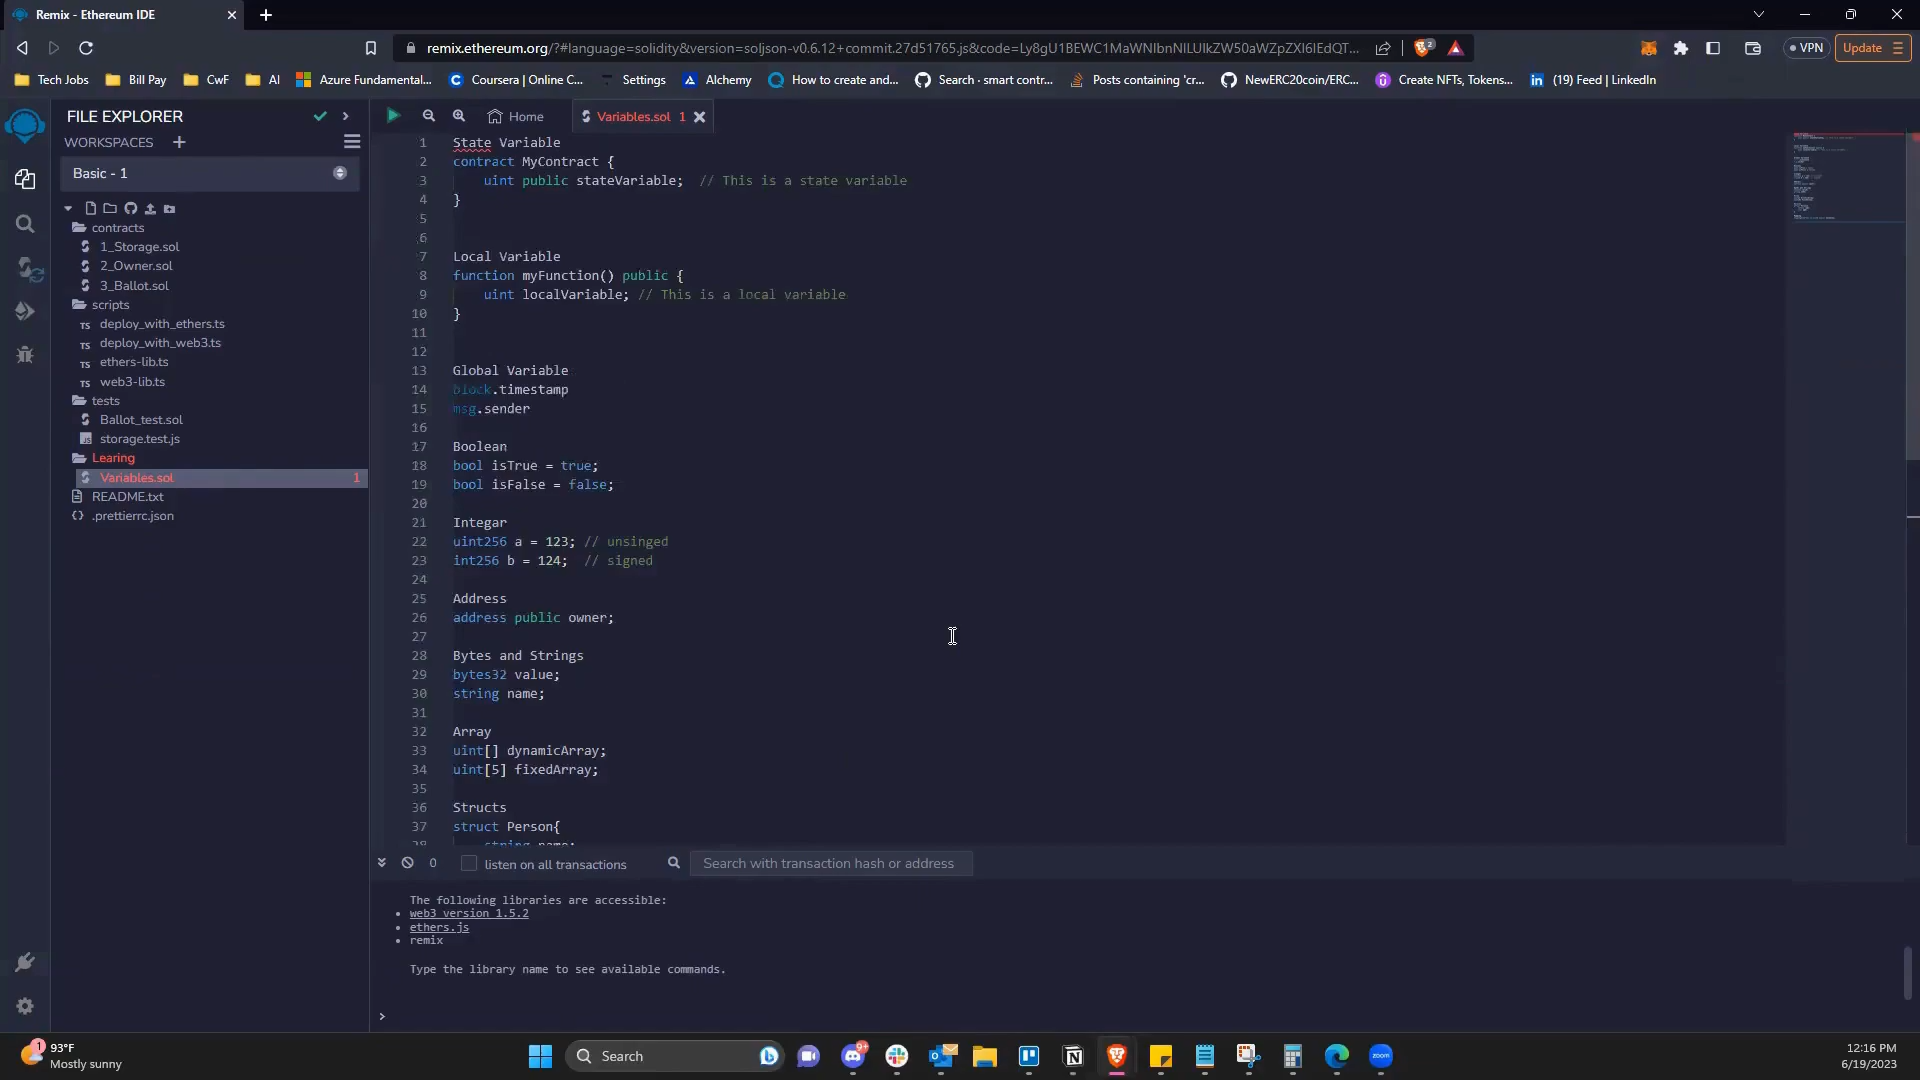 Remix - Ethereum IDE
remix.ethereum.org/?#language=solidity&version=soljson-v0.6.12+commit.27d51765.js&code=Ly8gU1BEWC1MaWNlbnNlLUlkZW50aWZpZXI6IEdQT...
2
VPN
Update
Tech Jobs
Bill Pay
CwF
AI
Azure Fundamental...
Coursera | Online C...
Settings
Alchemy
How to create and...
Search · smart contr...
Posts containing 'cr...
NewERC20coin/ERC...
Create NFTs, Tokens...
(19) Feed | LinkedIn
FILE EXPLORER
WORKSPACES
Basic - 1
contracts
1_Storage.sol
2_Owner.sol
3_Ballot.sol
scripts
TS deploy_with_ethers.ts
TS deploy_with_web3.ts
TS ethers-lib.ts
TS web3-lib.ts
tests
Ballot_test.sol
JS storage.test.js
Learing
Variables.sol 1
README.txt
.prettierrc.json
Home
Variables.sol 1
1 State Variable
2 contract MyContract {
3 uint public stateVariable; // This is a state variable
4 }
5
6
7 Local Variable
8 function myFunction() public {
9 uint localVariable; // This is a local variable
10 }
11
12
13 Global Variable
14 block.timestamp
15 msg.sender
16
17 Boolean
18 bool isTrue = true;
19 bool isFalse = false;
20
21 Integar
22 uint256 a = 123; // unsinged
23 int256 b = 124; // signed
24
25 Address
26 address public owner;
27
28 Bytes and Strings
29 bytes32 value;
30 string name;
31
32 Array
33 uint[] dynamicArray;
34 uint[5] fixedArray;
35
36 Structs
37 struct Person{
38 string name;
0
listen on all transactions
Search with transaction hash or address
The following libraries are accessible:
• web3 version 1.5.2
• ethers.js
• remix
Type the library name to see available commands.
>
1
93°F
Mostly sunny
Search
9+
zoom
12:16 PM
6/19/2023